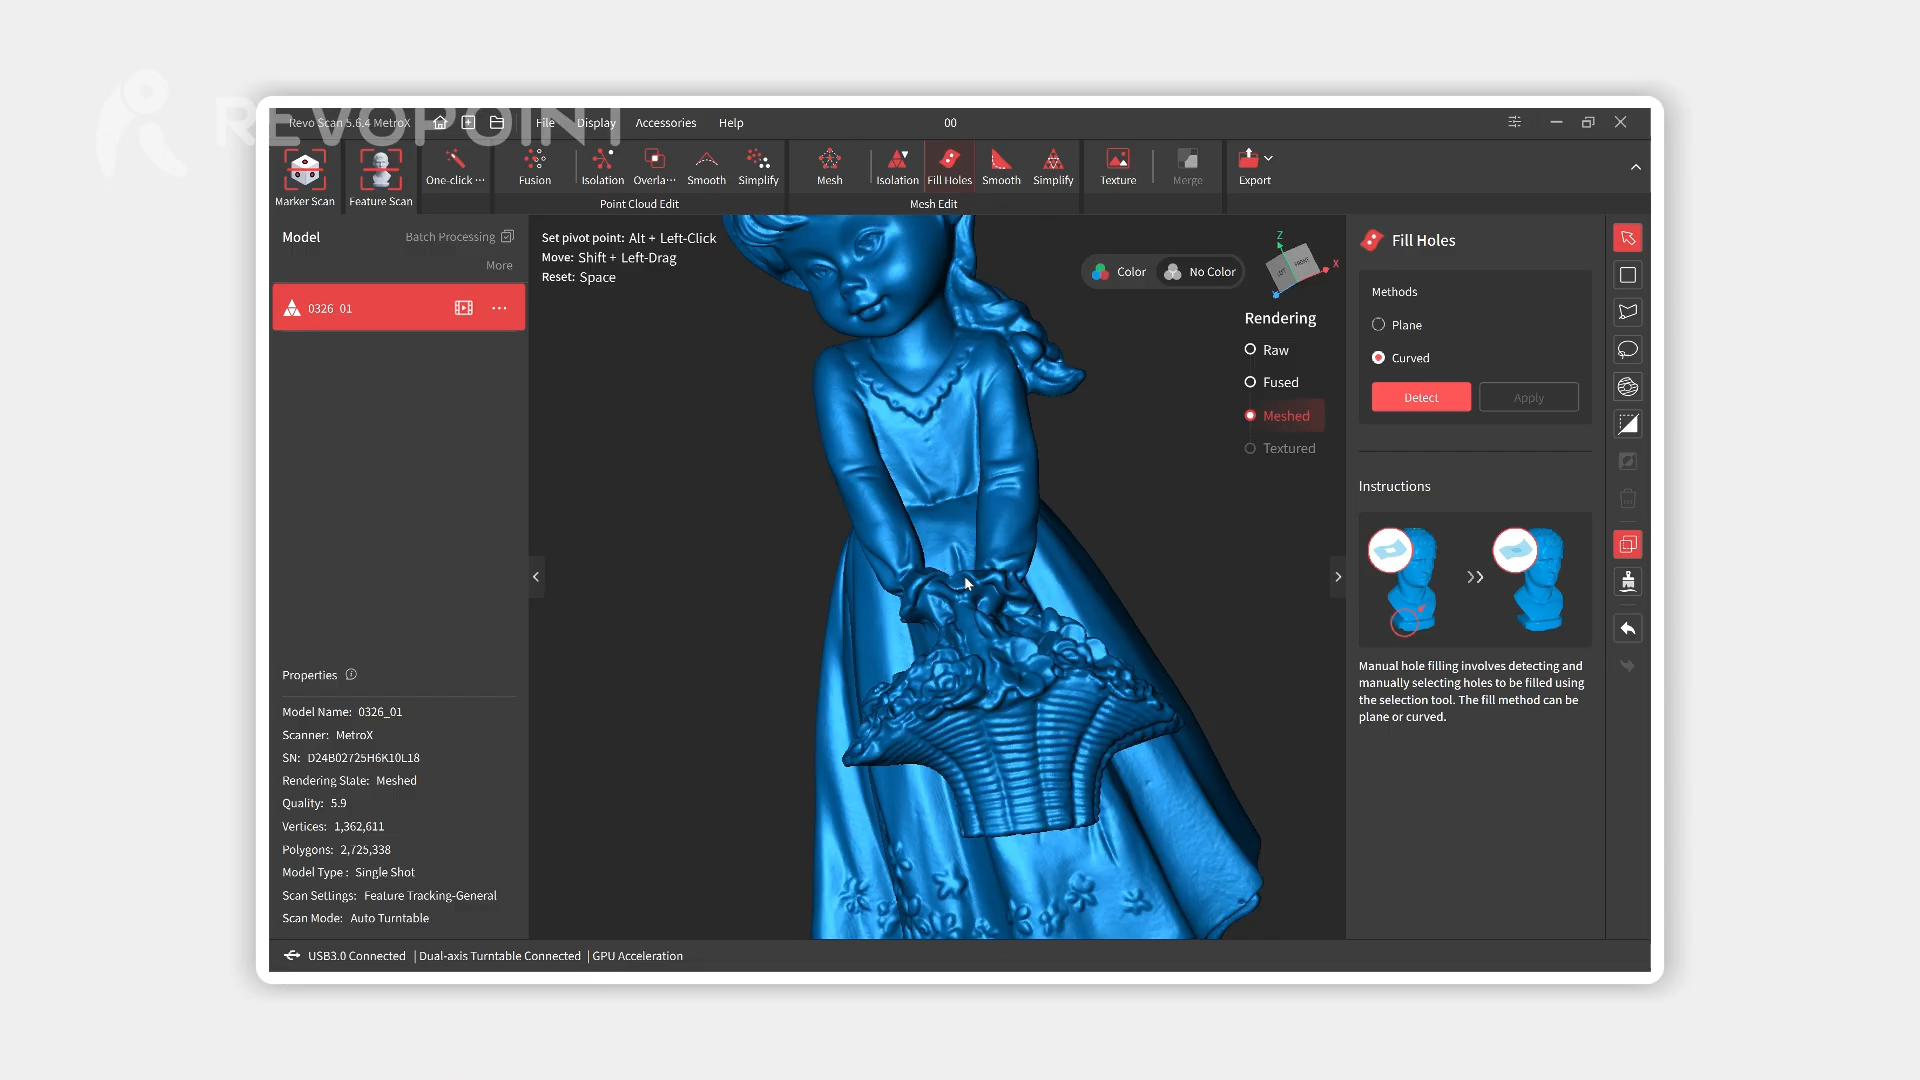 REVOPOINT
Revo Scan 5.6.4 MetroX
File Display Accessories Help
00
Marker Scan
Feature Scan
One-click ···
Fusion
Isolation
Overla···
Smooth
Simplify
Point Cloud Edit
Mesh
Isolation
Fill Holes
Smooth
Simplify
Mesh Edit
Texture
Merge
Export
Model
Batch Processing
More
0326_01
Set pivot point: Alt + Left-Click
Move: Shift + Left-Drag
Reset: Space
Color
No Color
Z
X
LEFT
FRONT
Rendering
Raw
Fused
Meshed
Textured
Fill Holes
Methods
Plane
Curved
Detect
Apply
Instructions
Manual hole filling involves detecting and
manually selecting holes to be filled using
the selection tool. The fill method can be
plane or curved.
Properties
Model Name: 0326_01
Scanner: MetroX
SN: D24B02725H6K10L18
Rendering State: Meshed
Quality: 5.9
Vertices: 1,362,611
Polygons: 2,725,338
Model Type : Single Shot
Scan Settings: Feature Tracking-General
Scan Mode: Auto Turntable
USB3.0 Connected | Dual-axis Turntable Connected | GPU Acceleration